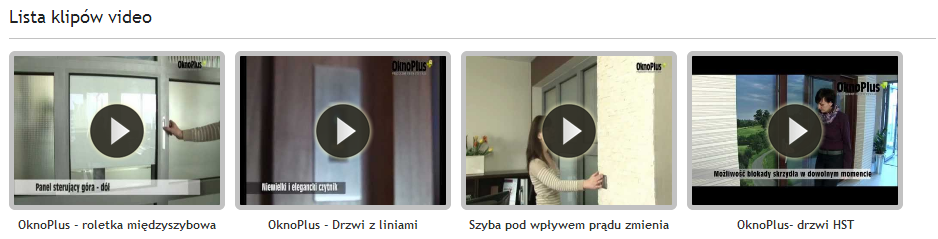 Lista klipów video
OknoPlus
Panel sterujący góra - dół
OknoPlus
Niewielki i elegancki czytnik
OknoPlus
OknoPlus
Możliwość blokady skrzydła w dowolnym momencie
OknoPlus - roletka międzyszybowa
OknoPlus - Drzwi z liniami
Szyba pod wpływem prądu zmienia
OknoPlus- drzwi HST